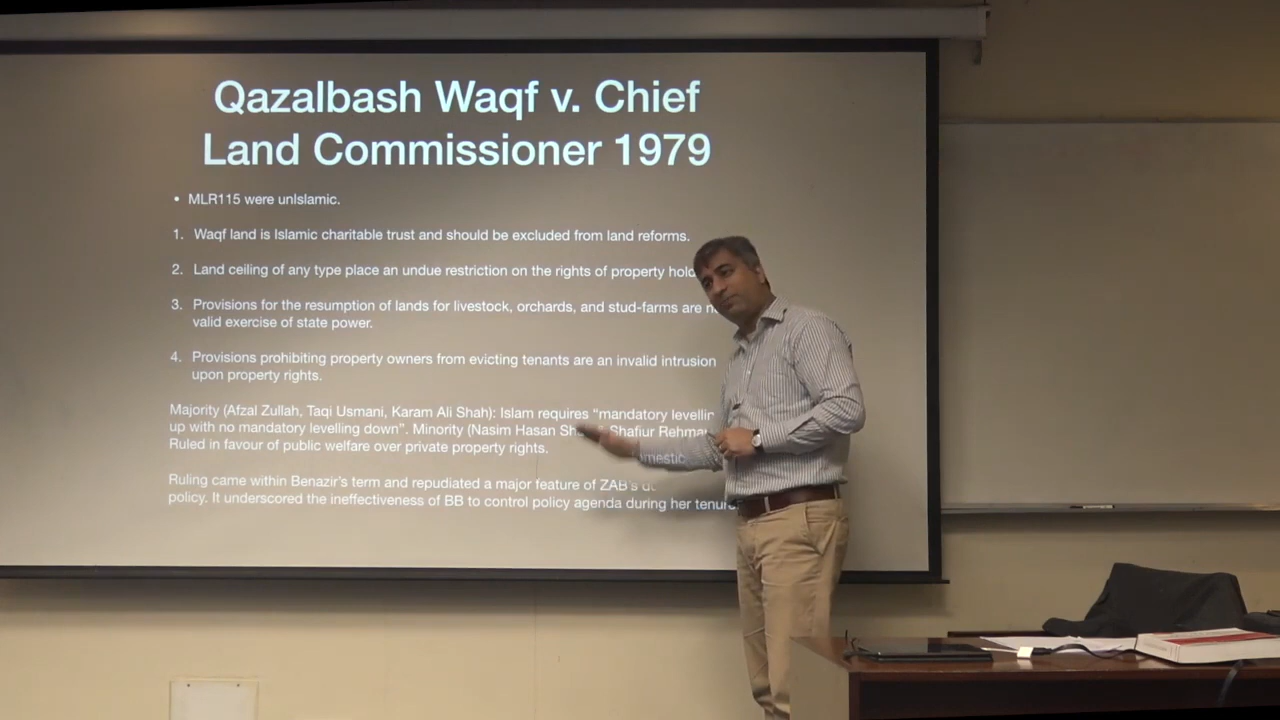 Qazalbash Waqf v. Chief
Land Commissioner 1979
• MLR115 were unIslamic.
1. Waqf land is Islamic charitable trust and should be excluded from land reforms.
2. Land ceiling of any type place an undue restriction on the rights of property
3. Provisions for the resumption of lands for livestock, orchards, and stud-farms are
valid exercise of state power.
4. Provisions prohibiting property owners from evicting tenants are an invalid intrusion
upon property rights.
Majority (Afzal Zullah, Taqi Usmani, Karam Ali Shah): Islam requires "mandatory
up with no mandatory levelling down". Minority (Nasim Hasan Shafiur
Ruled in favour of public welfare over private property rights.
Ruling came within Benazir's term and repudiated a major feature of ZAB's domestic
policy. It underscored the ineffectiveness of BB to control policy agenda during her